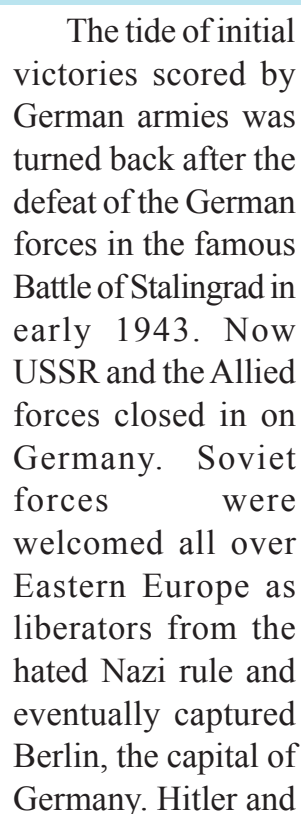 The tide of initial
victories scored by
German armies was
turned back after the
defeat of the German
forces in the famous
Battle of Stalingrad in
early 1943. Now
USSR and the Allied
forces closed in on
Germany. Soviet
forces were
welcomed all over
Eastern Europe as
liberators from the
hated Nazi rule and
eventually captured
Berlin, the capital of
Germany. Hitler and